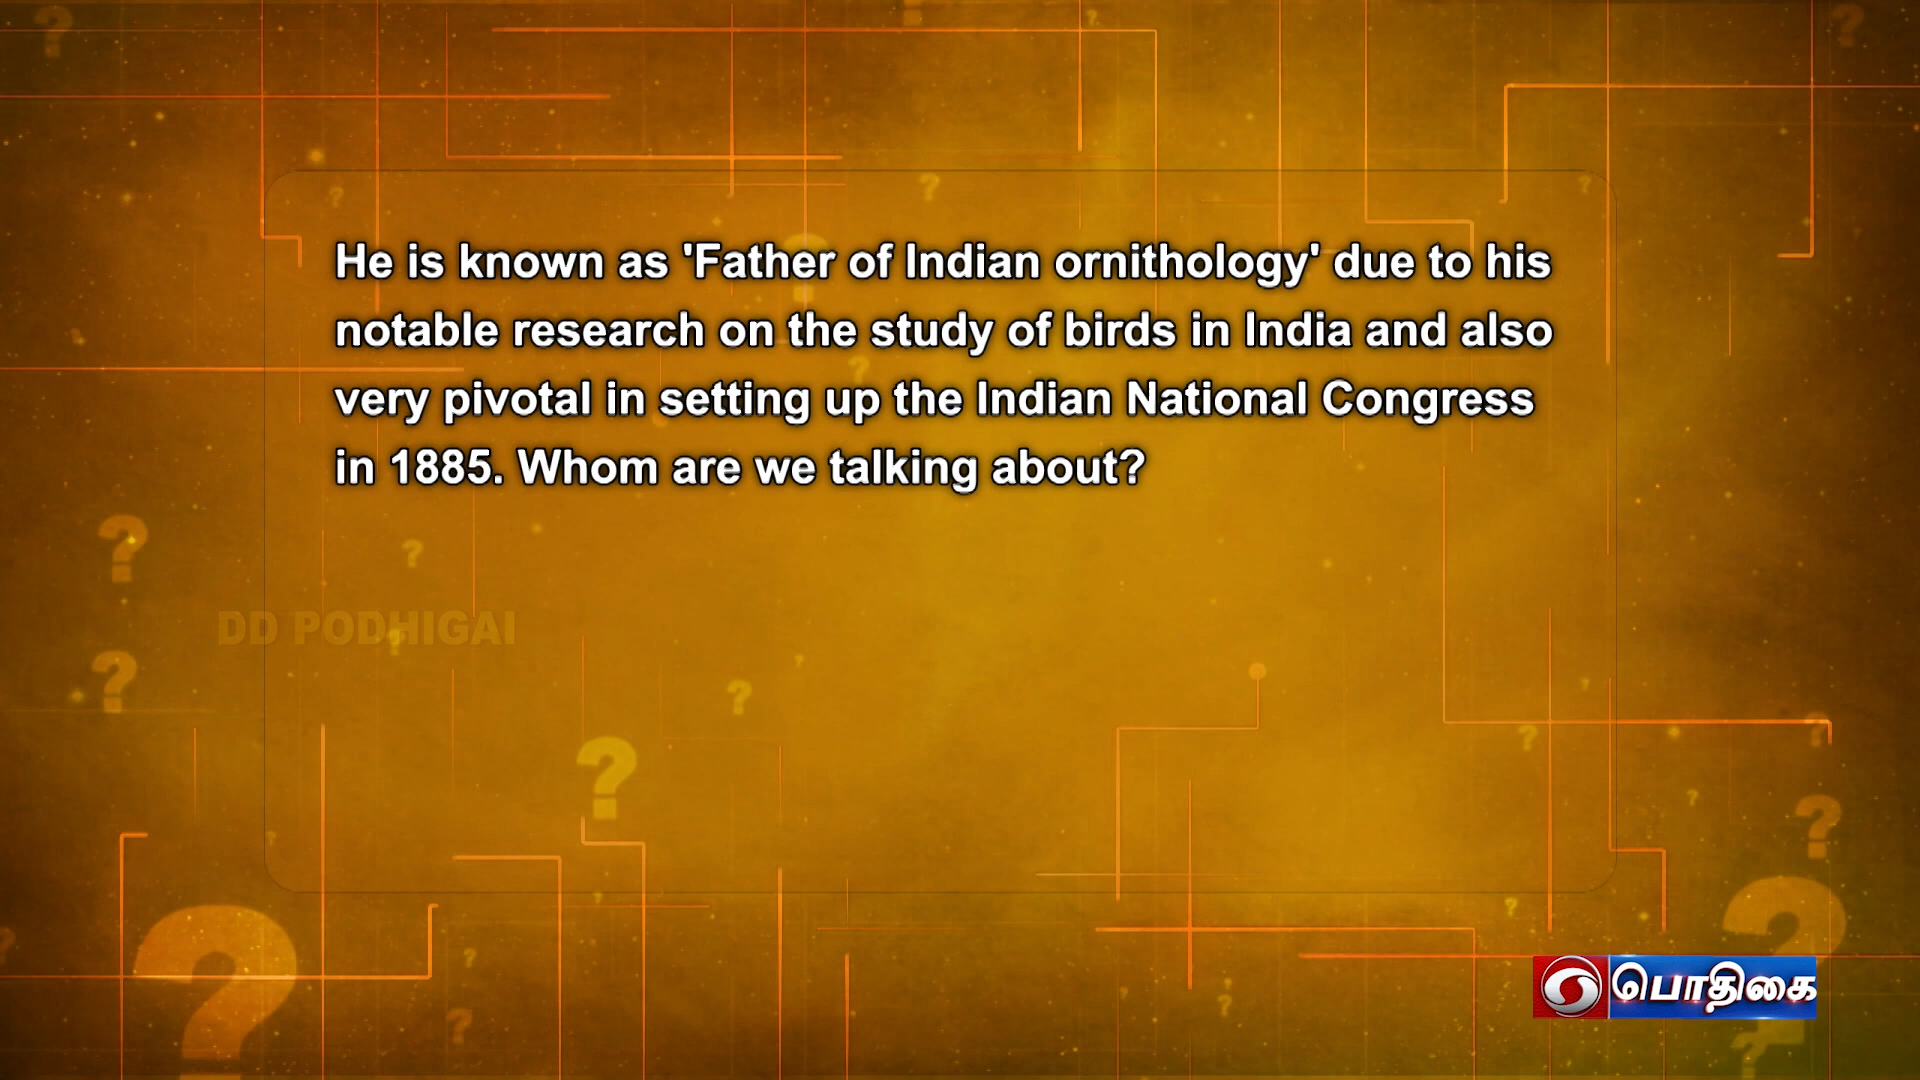 He is known as 'Father of Indian ornithology' due to his
notable research on the study of birds in India and also
very pivotal in setting up the Indian National Congress
in 1885. Whom are we talking about?
DD PODHIGAI
பொதிகை